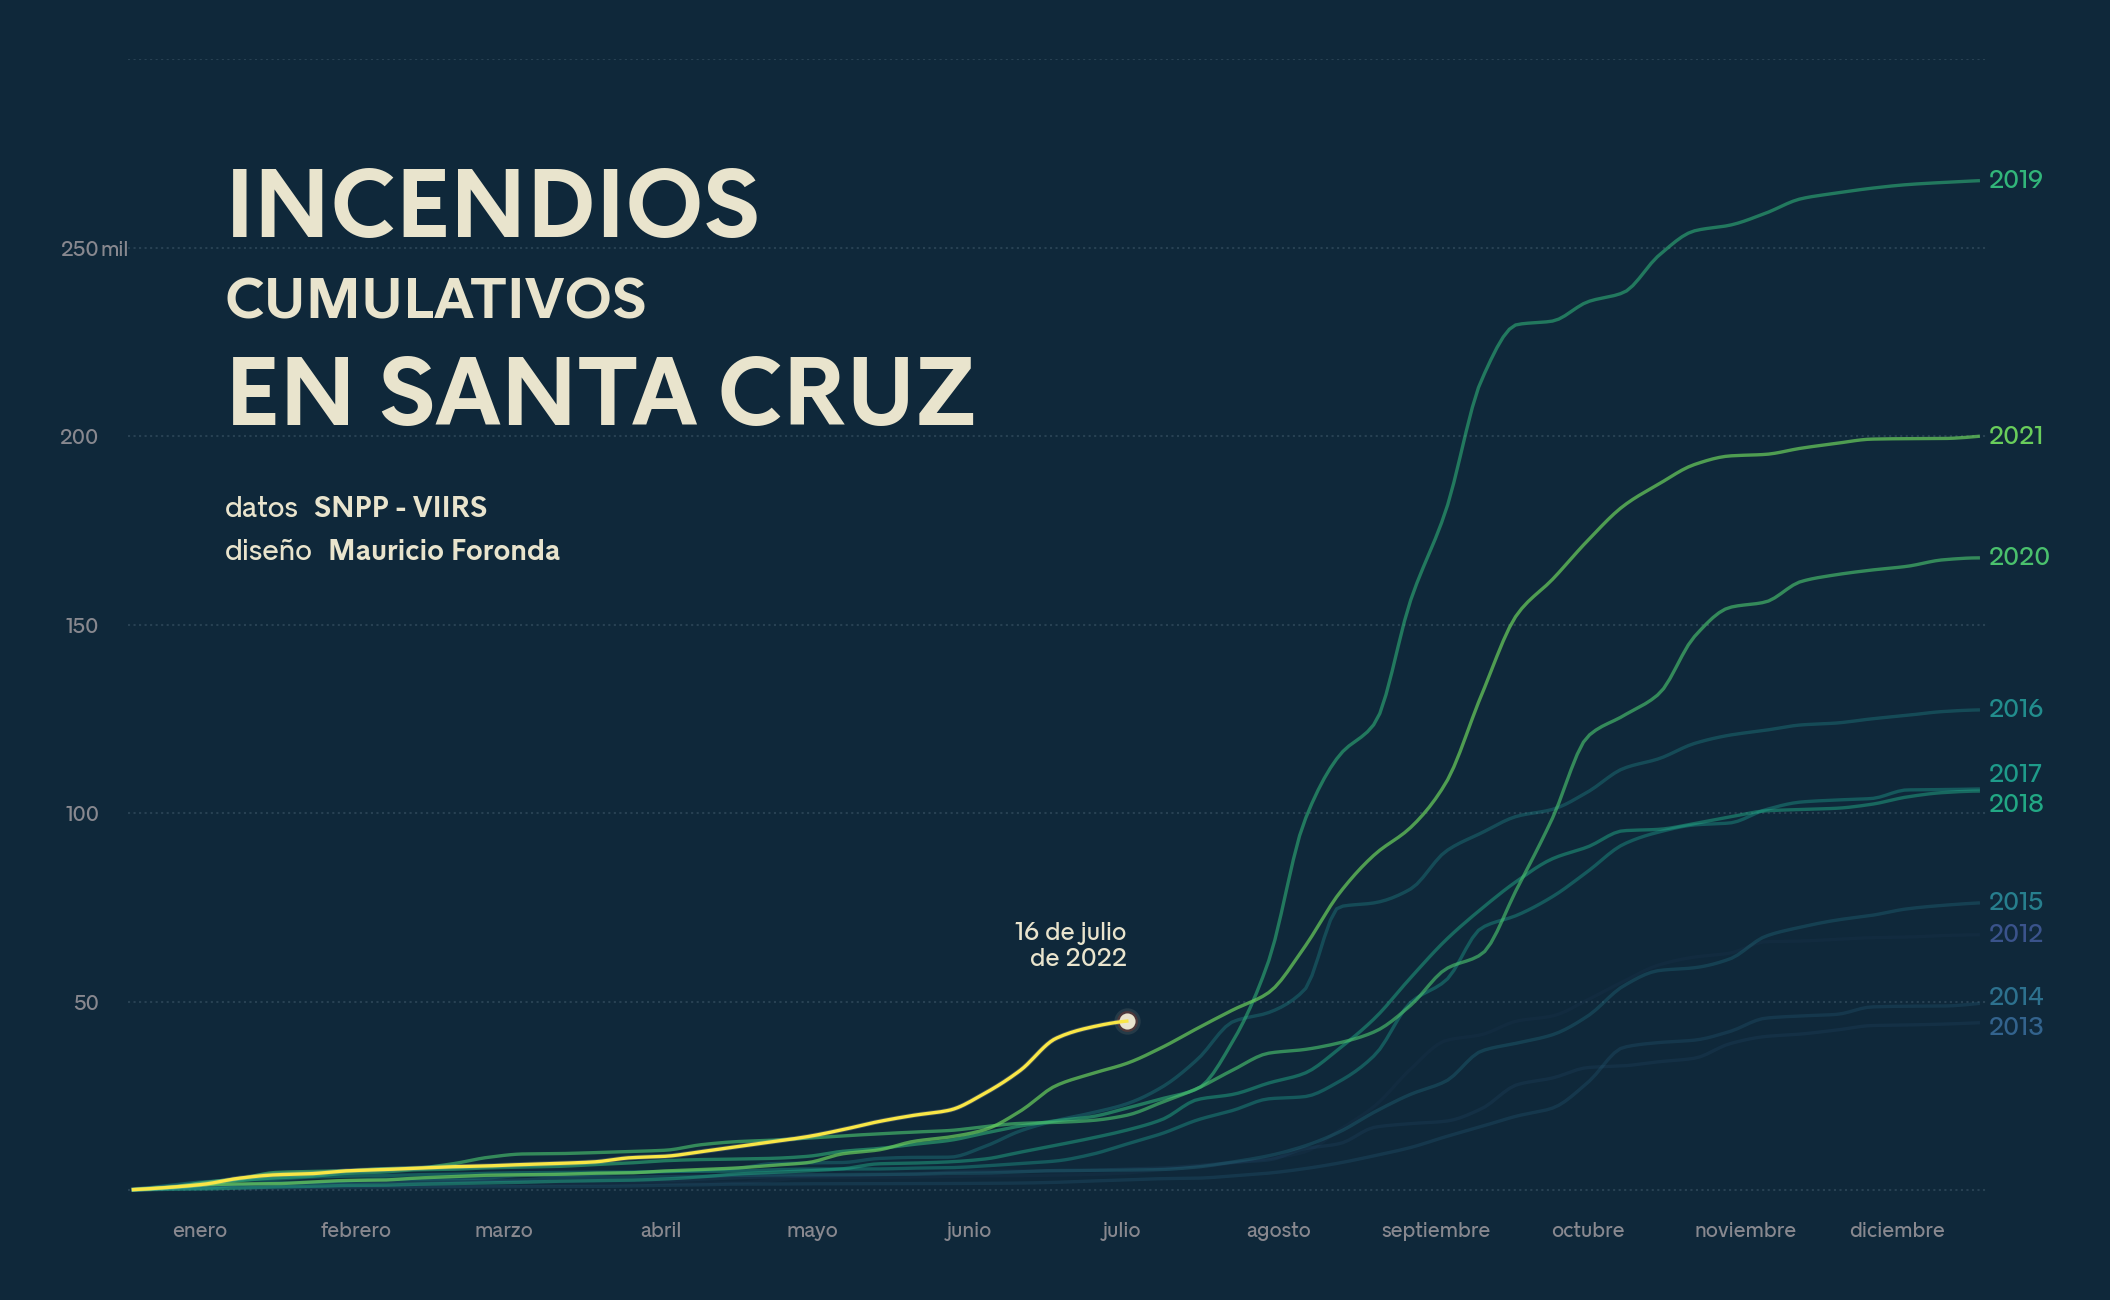 INCENDIOS
CUMULATIVOS
EN SANTA CRUZ
datos SNPP - VIIRS
diseño Mauricio Foronda
250 mil
200
150
100
50
16 de julio
de 2022
2019
2021
2020
2016
2017
2018
2015
2012
2014
2013
enero febrero marzo abril mayo junio julio agosto septiembre octubre noviembre diciembre